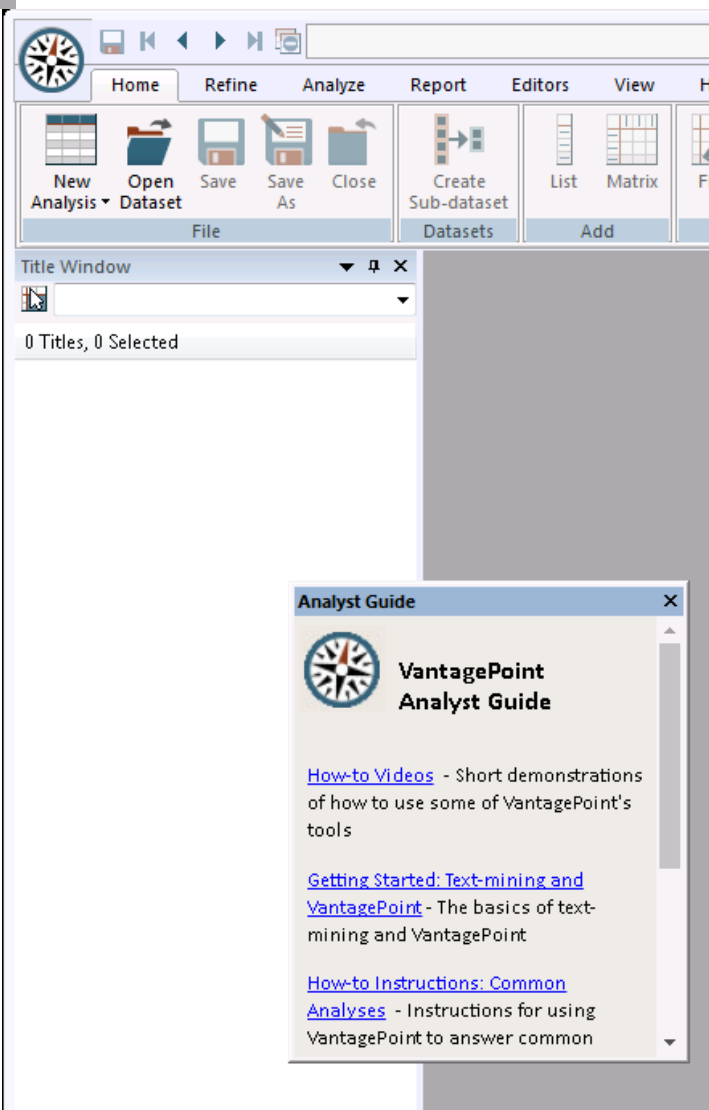 Home Refine Analyze Report Editors View
New Analysis Open Dataset Save Save As Close Create Sub-dataset List Matrix
File Datasets Add
Title Window
0 Titles, 0 Selected
Analyst Guide
VantagePoint
Analyst Guide
How-to Videos - Short demonstrations
of how to use some of VantagePoint's
tools
Getting Started: Text-mining and
VantagePoint - The basics of text-
mining and VantagePoint
How-to Instructions: Common
Analyses - Instructions for using
VantagePoint to answer common